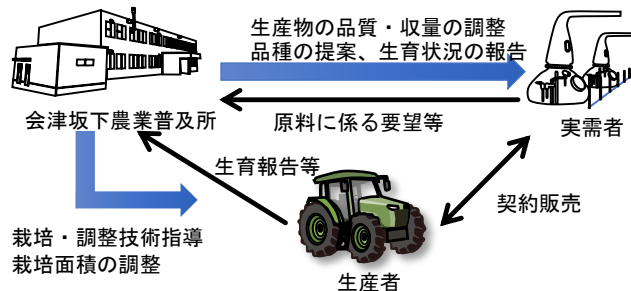 生産物の品質・収量の調整
品種の提案、生育状況の報告
会津坂下農業普及所
原料に係る要望等
実需者
生育報告等
契約販売
栽培・調整技術指導
栽培面積の調整
生産者